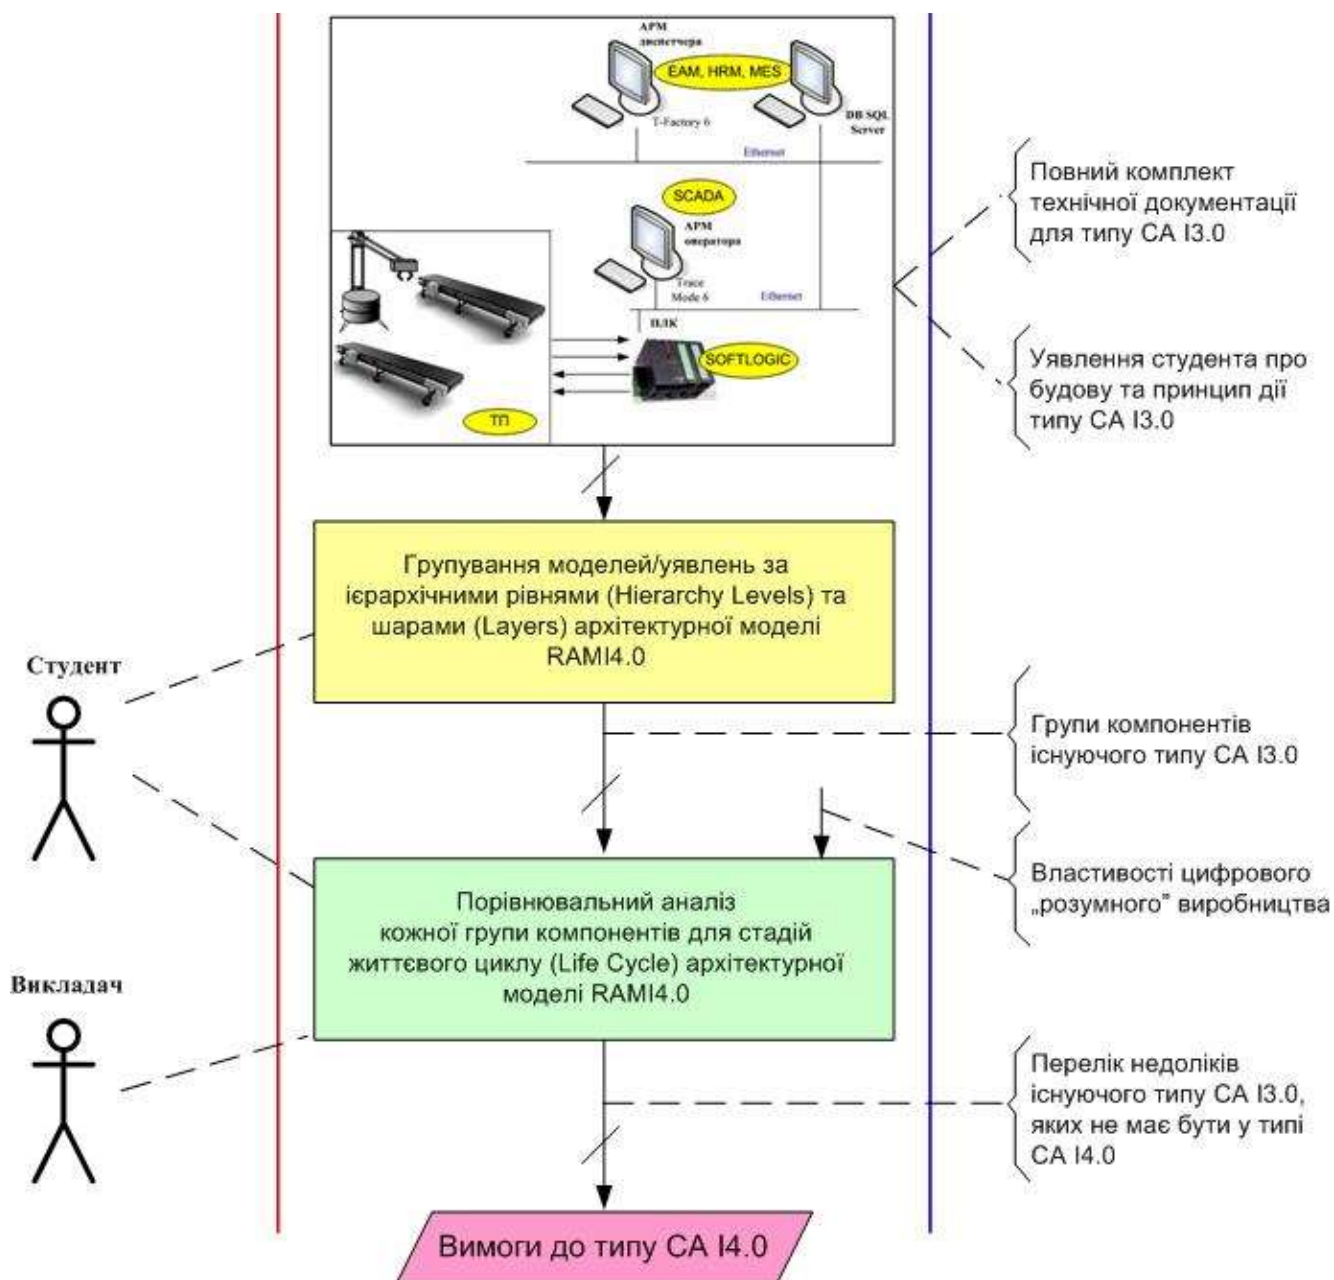 АРМ
диспетчера
EAM, HRM, MES
T-Factory 6
DB SQL
Server
Ethernet
SCADA
АРМ
оператора
Trace
Mode 6
Ethernet
ПЛК
SOFTLOGIC
ТП
Повний комплект
технічної документації
для типу СА І3.0
Уявлення студента про
будову та принцип дії
типу СА І3.0
Групування моделей/уявлень за
ієрархічними рівнями (Hierarchy Levels) та
шарами (Layers) архітектурної моделі
RAMI4.0
Студент
Групи компонентів
існуючого типу СА І3.0
Властивості цифрового
„розумного” виробництва
Порівнювальний аналіз
кожної групи компонентів для стадій
життєвого циклу (Life Cycle) архітектурної
моделі RAMI4.0
Викладач
Перелік недоліків
існуючого типу СА І3.0,
яких не має бути у типі
СА І4.0
Вимоги до типу СА І4.0